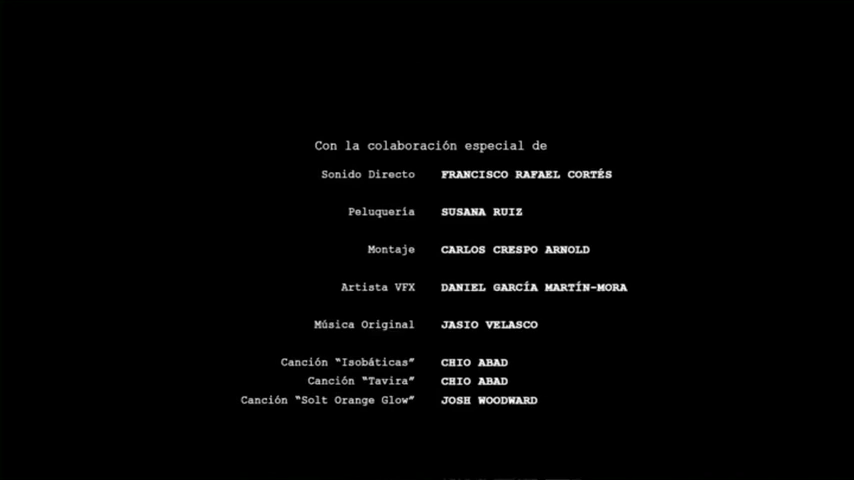 Con la colaboración especial de
Sonido Directo FRANCISCO RAFAEL CORTÉS
Peluquería SUSANA RUIZ
Montaje CARLOS CRESPO ARNOLD
Artista VFX DANIEL GARCÍA MARTÍN-MORA
Música Original JASIO VELASCO
Canción “Isobáticas” CHIO ABAD
Canción “Tavira” CHIO ABAD
Canción “Solt Orange Glow” JOSH WOODWARD